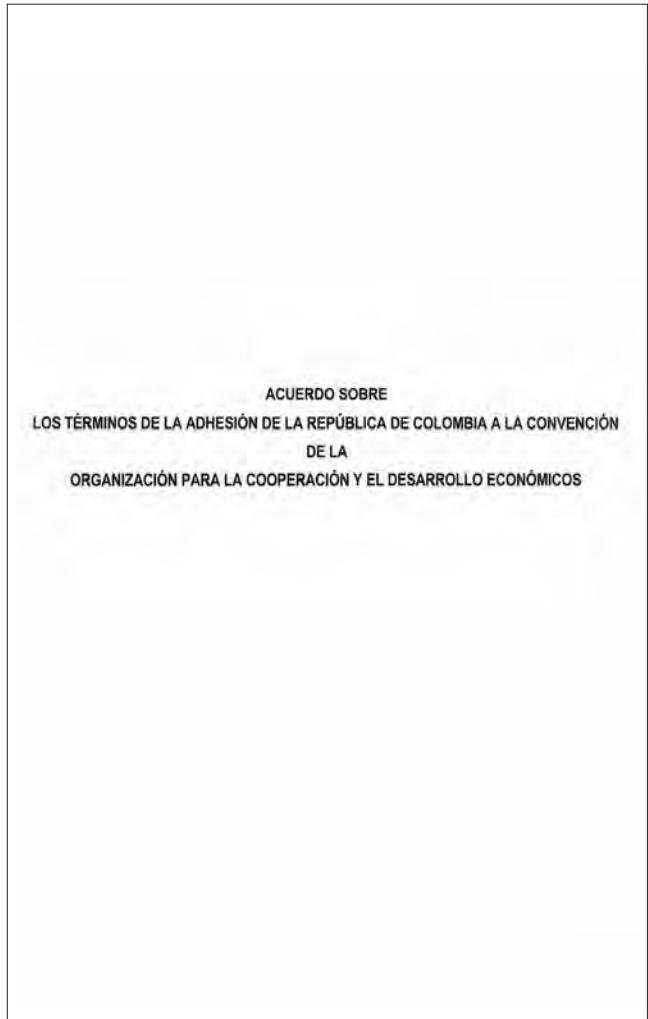 ACUERDO SOBRE
LOS TÉRMINOS DE LA ADHESIÓN DE LA REPÚBLICA DE COLOMBIA A LA CONVENCIÓN
DE LA
ORGANIZACIÓN PARA LA COOPERACIÓN Y EL DESARROLLO ECONÓMICOS